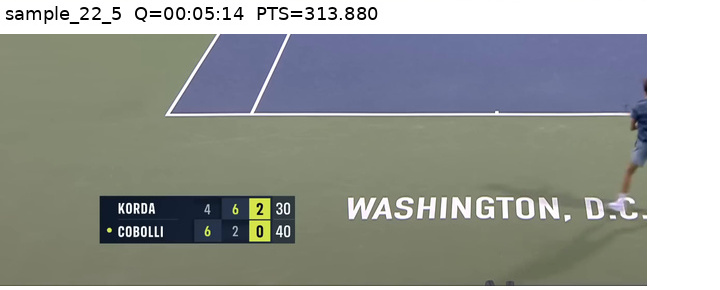 sample_22_5 Q=00:05:14 PTS=313.880
KORDA 4 6 2 30
COBOLLI 6 2 0 40
WASHINGTON, D.C.